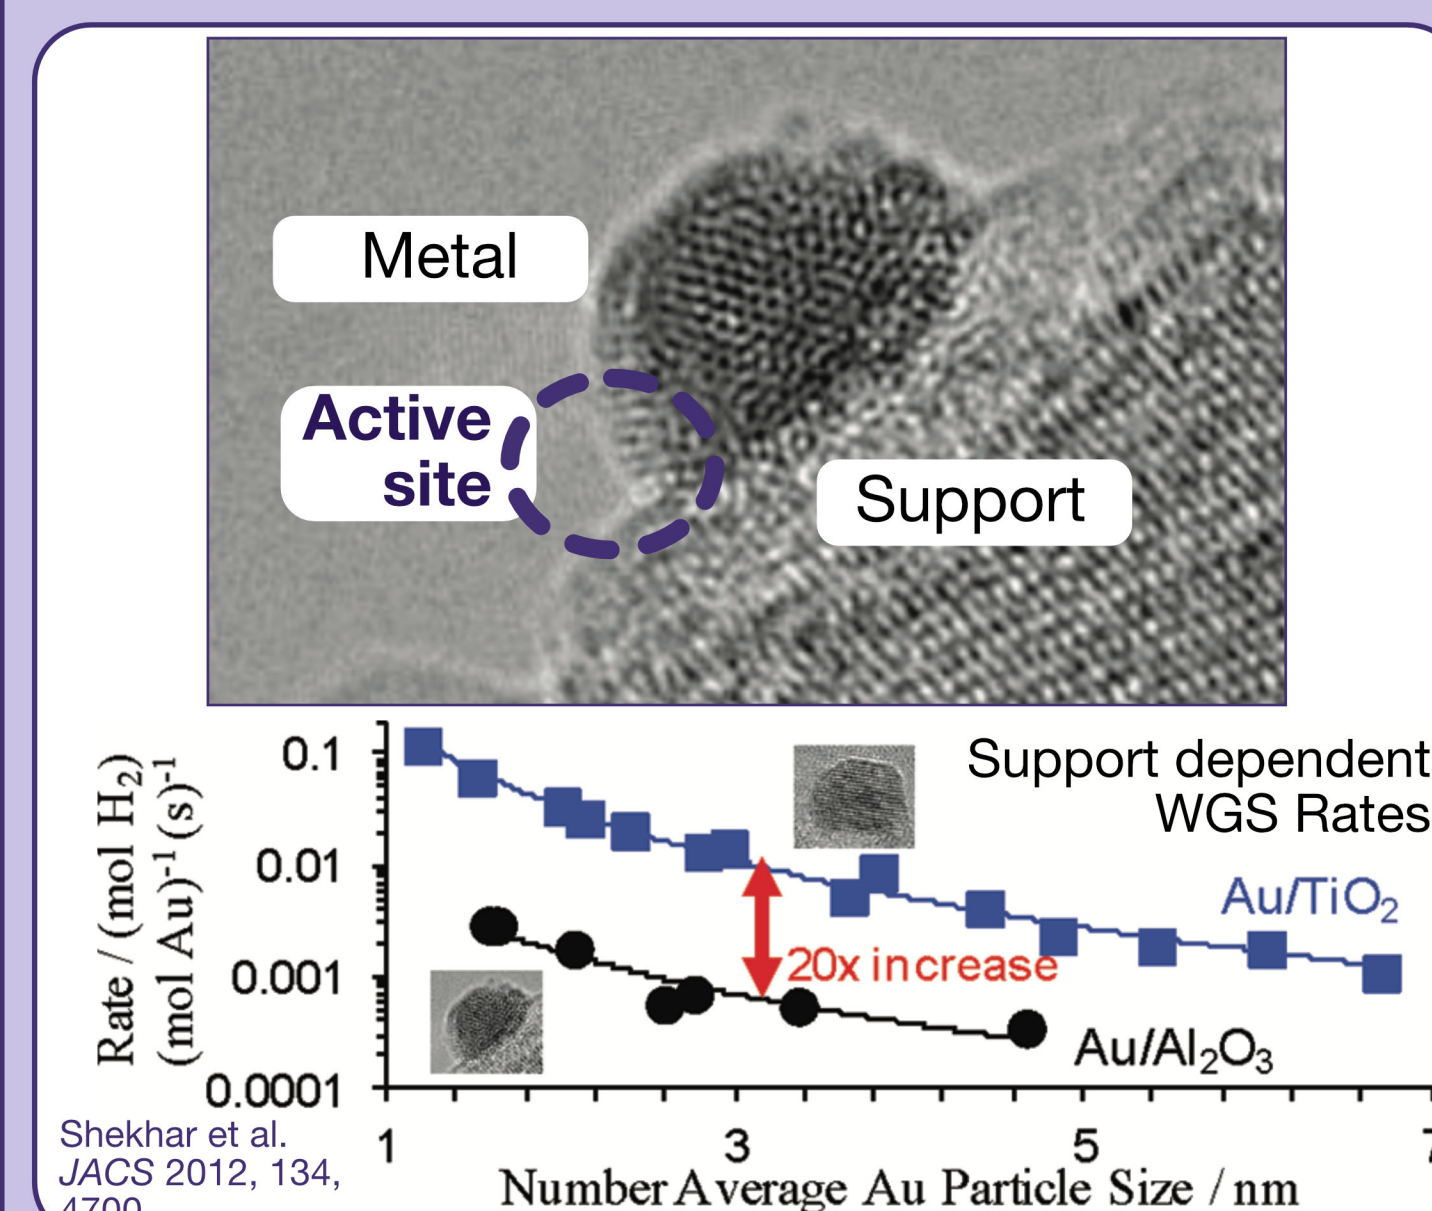 Metal
Active
site
Support
Support dependent
WGS Rates
Rate / (mol H₂)
(mol Au)⁻¹ (s)⁻¹
0.1
0.01
0.001
0.0001
Au/TiO₂
20x increase
Au/Al₂O₃
1 3 5 7
Number Average Au Particle Size / nm
Shekhar et al.
JACS 2012, 134,
4700